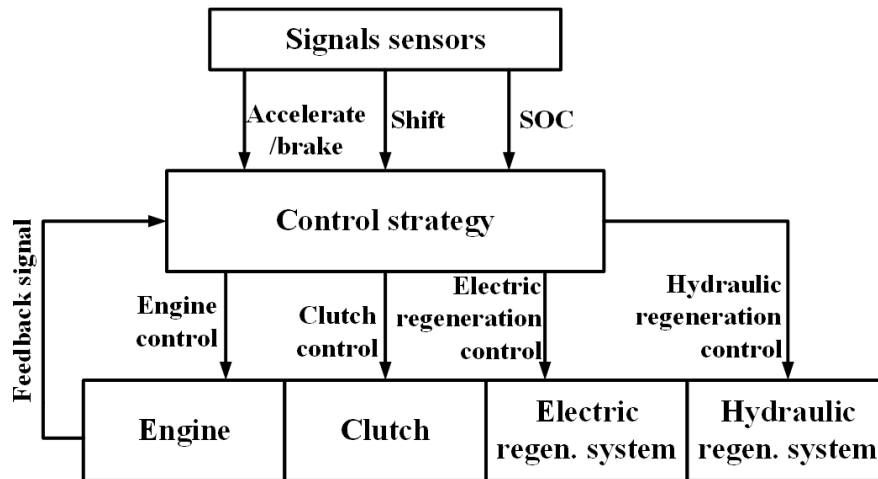 Signals sensors
Accelerate
/brake
Shift
SOC
Control strategy
Feedback signal
Engine
control
Clutch
control
Electric
regeneration
control
Hydraulic
regeneration
control
Engine
Clutch
Electric
regen. system
Hydraulic
regen. system